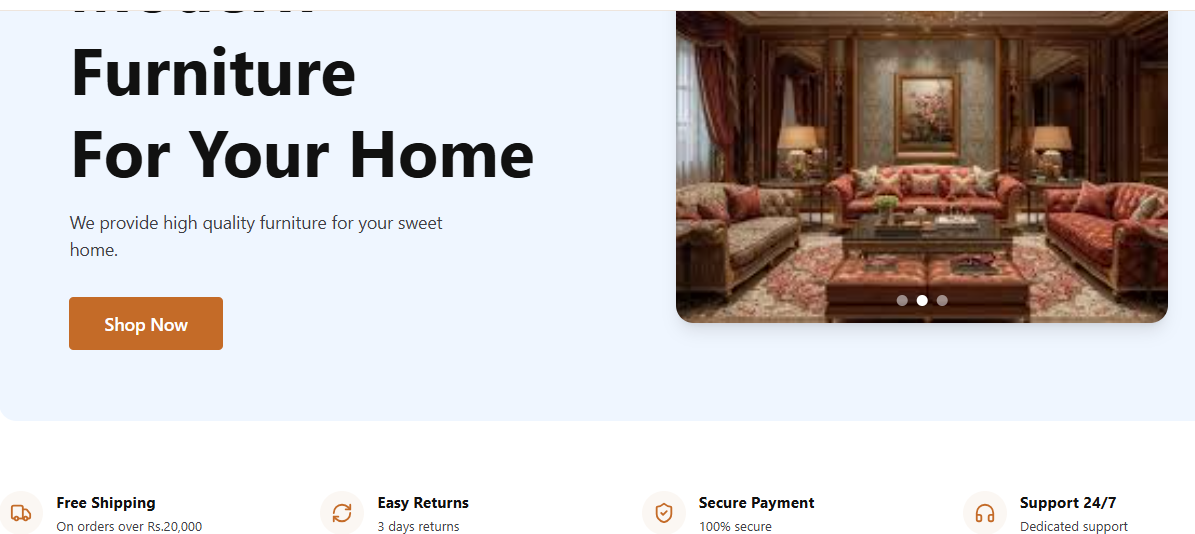 Furniture
For Your Home
We provide high quality furniture for your sweet
home.
Shop Now
Free Shipping
On orders over Rs.20,000
Easy Returns
3 days returns
Secure Payment
100% secure
Support 24/7
Dedicated support